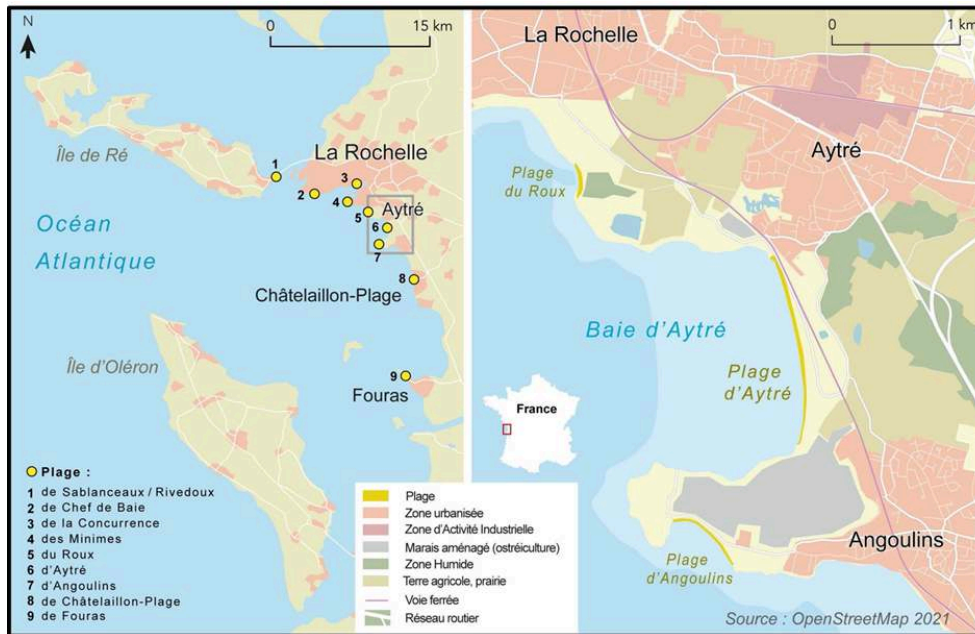 N
0
15 km
Île de Ré
La Rochelle
1
2
3
4
5
Aytré
6
7
Océan
Atlantique
8
Châtelaillon-Plage
Île d'Oléron
9
Fouras
Plage :
1 de Sablanceaux / Rivedoux
2 de Chef de Baie
3 de la Concurrence
4 des Minimes
5 du Roux
6 d'Aytré
7 d'Angoulins
8 de Châtelaillon-Plage
9 de Fouras
0
1 km
La Rochelle
Aytré
Plage
du Roux
Baie d'Aytré
Plage
d'Aytré
France
Plage
Zone urbanisée
Zone d'Activité Industrielle
Marais aménagé (ostréiculture)
Zone Humide
Terre agricole, prairie
Voie ferrée
Réseau routier
Angoulins
Plage
d'Angoulins
Source : OpenStreetMap 2021